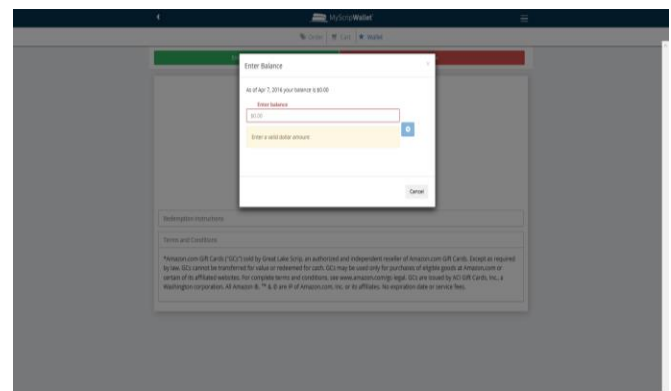 MyScripWallet
Order Cart Wallet
Enter Balance
×
As of Apr 7, 2016 your balance is $0.00
Enter balance
$0.00
Enter a valid dollar amount
Cancel
Redemption Instructions
Terms and Conditions
*Amazon.com Gift Cards ("GCs") sold by Great Lake Scrip, an authorized and independent reseller of Amazon.com Gift Cards. Except as required
by law, GCs cannot be transferred for value or redeemed for cash. GCs may be used only for purchases of eligible goods at Amazon.com or
certain of its affiliated websites. For complete terms and conditions, see www.amazon.com/gc-legal. GCs are issued by ACI Gift Cards, Inc., a
Washington corporation. All Amazon ®, ™ & © are IP of Amazon.com, Inc. or its affiliates. No expiration date or service fees.